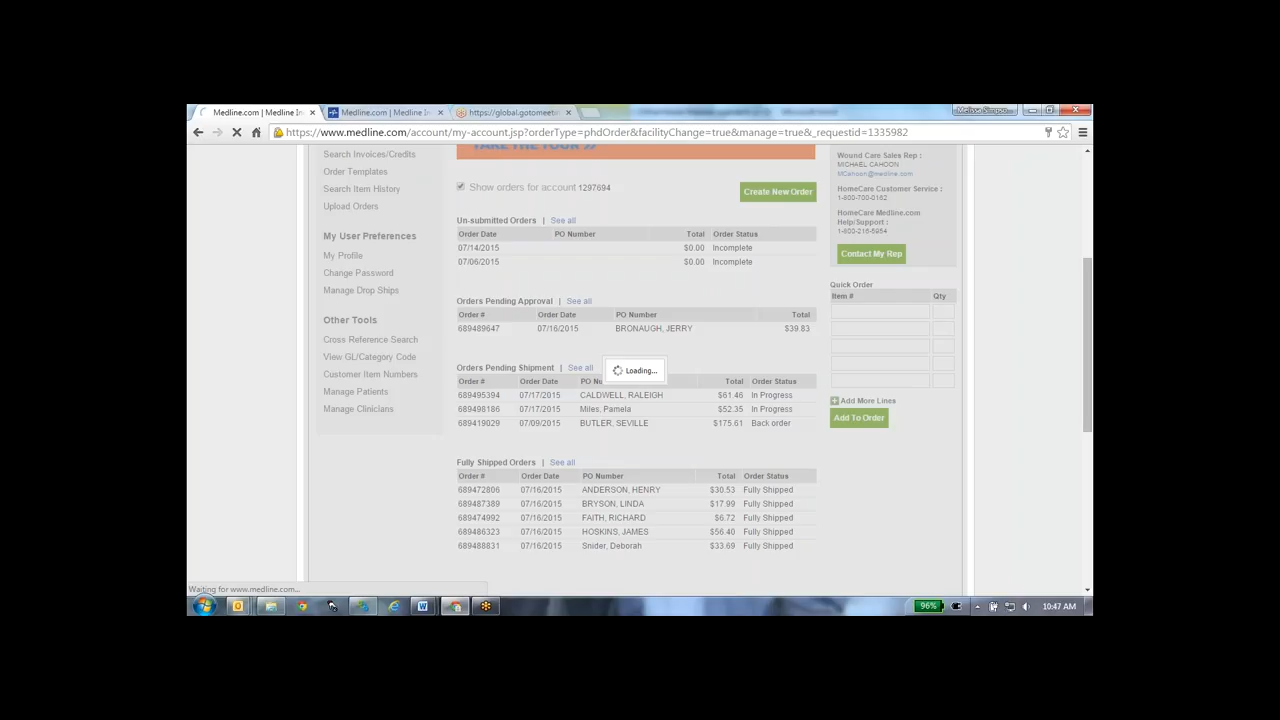 Medline.com | Medline In
Medline.com | Medline In
https://global.gotomeeti
https://www.medline.com/account/my-account.jsp?orderType=phdOrder&facilityChange=true&manage=true&_requestid=1335982
Search Invoices/Credits
Order Templates
Search Item History
Upload Orders
My User Preferences
My Profile
Change Password
Manage Drop Ships
Other Tools
Cross Reference Search
View GL/Category Code
Customer Item Numbers
Manage Patients
Manage Clinicians
TAKE THE TOUR
Show orders for account 1297694
Create New Order
Un-submitted Orders | See all
Order Date PO Number Total Order Status
07/14/2015 $0.00 Incomplete
07/06/2015 $0.00 Incomplete
Orders Pending Approval | See all
Order # Order Date PO Number Total
689489647 07/16/2015 BRONAUGH, JERRY $39.83
Orders Pending Shipment | See all
Loading...
Order # Order Date PO Nu Total Order Status
689495394 07/17/2015 CALDWELL, RALEIGH $61.46 In Progress
689498186 07/17/2015 Miles, Pamela $52.35 In Progress
689419029 07/09/2015 BUTLER, SEVILLE $175.61 Back order
Fully Shipped Orders | See all
Order # Order Date PO Number Total Order Status
689472806 07/16/2015 ANDERSON, HENRY $30.53 Fully Shipped
689487389 07/16/2015 BRYSON, LINDA $17.99 Fully Shipped
689474992 07/16/2015 FAITH, RICHARD $6.72 Fully Shipped
689486323 07/16/2015 HOSKINS, JAMES $56.40 Fully Shipped
689488831 07/16/2015 Snider, Deborah $33.69 Fully Shipped
Wound Care Sales Rep :
MICHAEL CAHOON
MCahoon@medline.com
HomeCare Customer Service :
1-800-700-0162
HomeCare Medline.com
Help/Support :
1-800-216-5954
Contact My Rep
Quick Order
Item # Qty
Add More Lines
Add To Order
Waiting for www.medline.com...
96%
10:47 AM